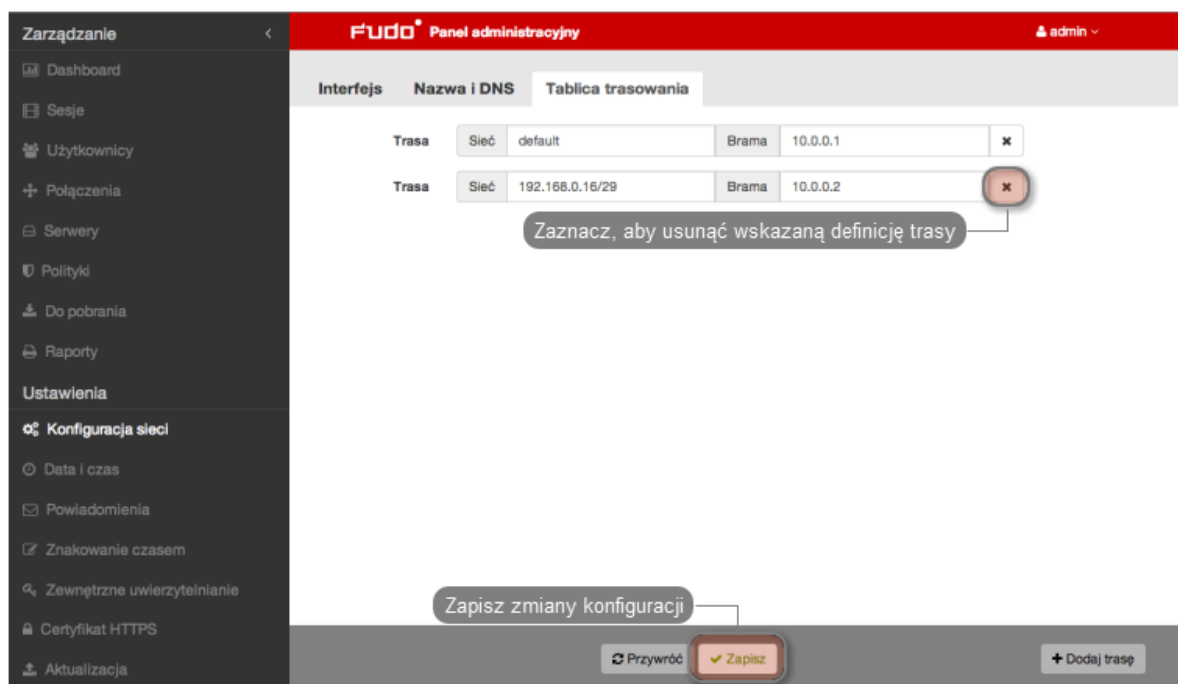 Zarządzanie
FUDO Panel administracyjny
admin
Dashboard
Sesje
Użytkownicy
Połączenia
Serwery
Polityki
Do pobrania
Raporty
Ustawienia
Konfiguracja sieci
Data i czas
Powiadomienia
Znakowanie czasem
Zewnętrzne uwierzytelnianie
Certyfikat HTTPS
Aktualizacja
Interfejs Nazwa i DNS Tablica trasowania
Trasa Sieć default Brama 10.0.0.1
Trasa Sieć 192.168.0.16/29 Brama 10.0.0.2
Zaznacz, aby usunąć wskazaną definicję trasy
Zapisz zmiany konfiguracji
Przywróć Zapisz Dodaj trasę